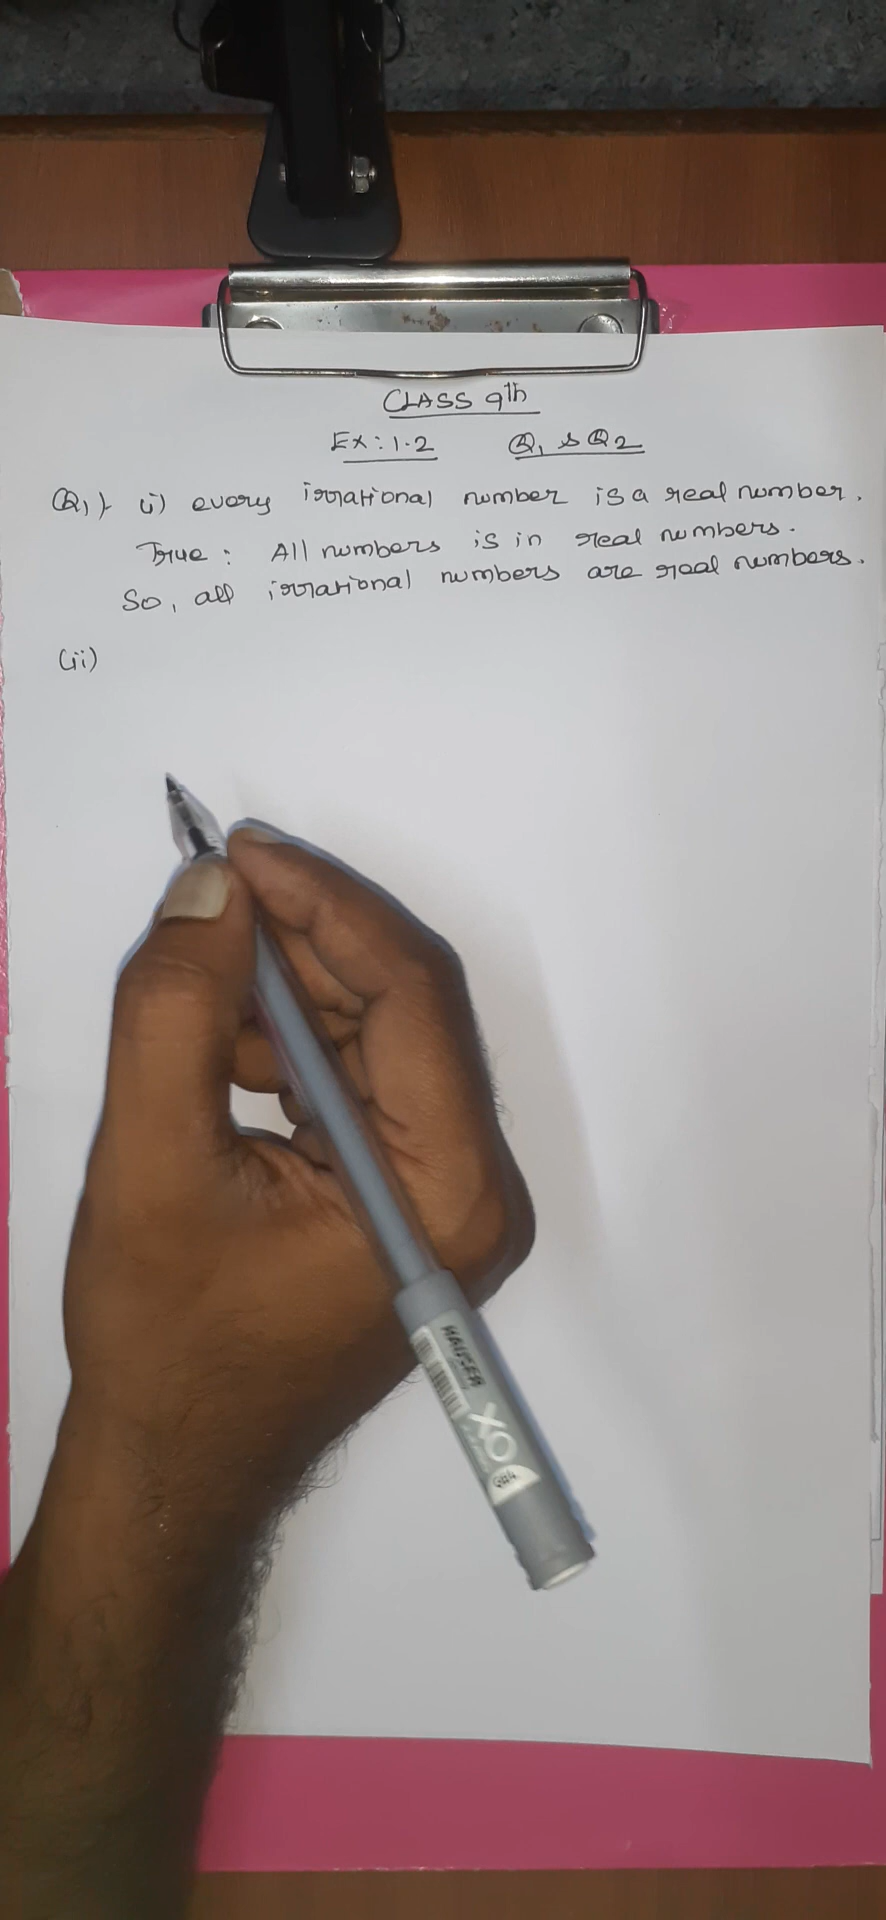 CLASS 9th
Ex: 1.2 Q1 & Q2
Q1} (i) every irrational number is a real number.
True: All numbers is in real numbers.
So, all irrational numbers are real numbers.
(ii)
HAUSER
XO